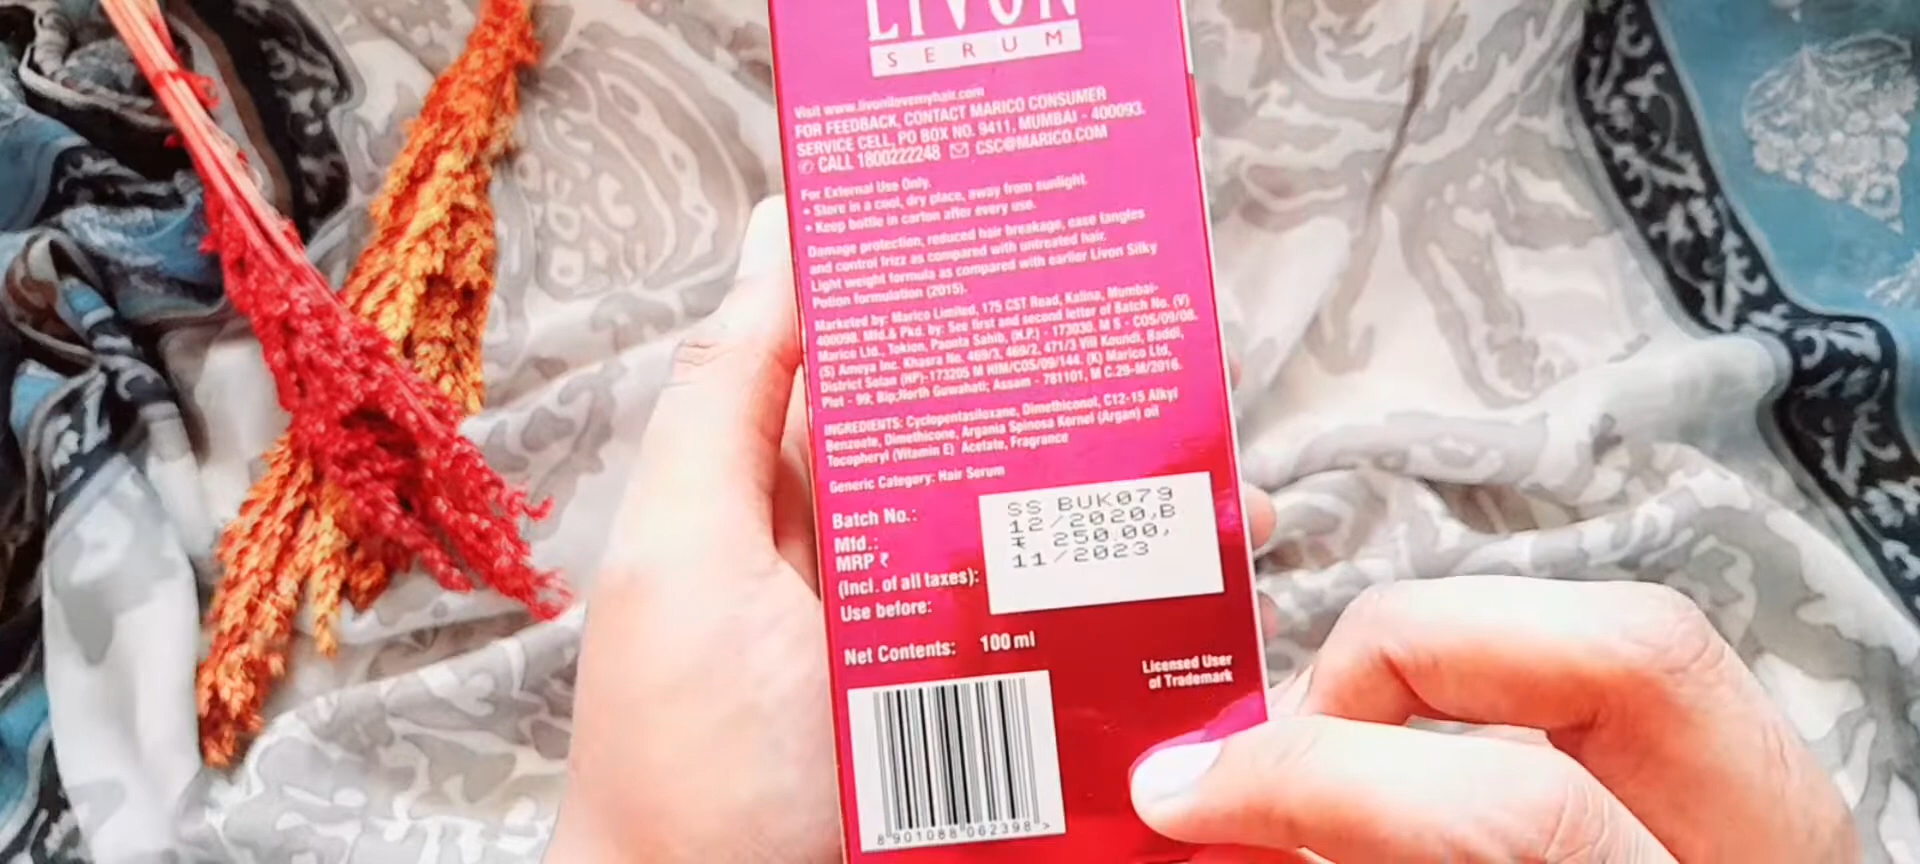 LIVON
SERUM
Visit www.livonilovemyhair.com
FOR FEEDBACK, CONTACT MARICO CONSUMER
SERVICE CELL, PO BOX NO. 9411, MUMBAI - 400093.
CALL 1800222248 CSC@MARICO.COM
For External Use Only.
• Store in a cool, dry place, away from sunlight.
• Keep bottle in carton after every use.
Damage protection, reduced hair breakage, ease tangles
and control frizz as compared with untreated hair.
Light weight formula as compared with earlier Livon Silky
Potion formulation (2015).
Marketed by: Marico Limited, 175 CST Road, Kalina, Mumbai-
400098. Mfd.& Pkd. by: See first and second letter of Batch No. (V)
Marico Ltd., Tokion, Paonta Sahib, (H.P.) - 173030. M S - COS/09/08.
(S) Amoya Inc. Khasra No. 469/3, 469/2, 471/3 Vill Koundi, Baddi,
District Solan (HP)-173205 M HIM/COS/09/144. (K) Marico Ltd,
Plot - 99, Bip,North Guwahati; Assam - 781101, M C.29-M/2016.
INGREDIENTS: Cyclopentasiloxane, Dimethiconol, C12-15 Alkyl
Benzoate, Dimethicone, Argania Spinosa Kernel (Argan) oil
Tocopheryl (Vitamin E) Acetate, Fragrance
Generic Category: Hair Serum
Batch No.: SS BUK079
Mfd.: 12/2020,B
MRP ₹ ₹ 250.00,
(Incl. of all taxes): 11/2023
Use before:
Net Contents: 100 ml
Licensed User
of Trademark
8 901088 062398 >